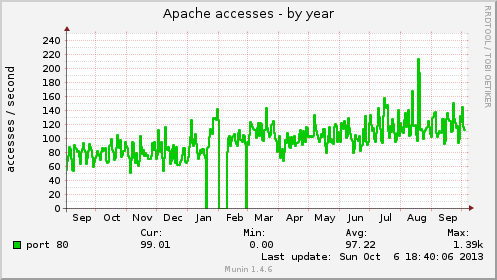 Apache accesses - by year
RRDTOOL / TOBI OETIKER
accesses / second
240
220
200
180
160
140
120
100
80
60
40
20
0
Sep Oct Nov Dec Jan Feb Mar Apr May Jun Jul Aug Sep
Cur: Min: Avg: Max:
port 80 99.01 0.00 97.22 1.39k
Last update: Sun Oct 6 18:40:06 2013
Munin 1.4.6